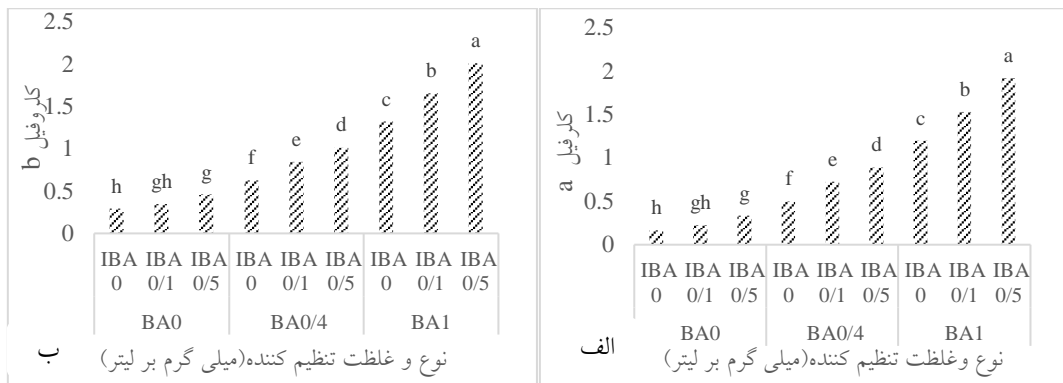 2.5
2
1.5
1
0.5
0
کلروفیل a
h gh g f e d c b a
IBA 0 IBA 0/1 IBA 0/5 IBA 0 IBA 0/1 IBA 0/5 IBA 0 IBA 0/1 IBA 0/5
BA0 BA0/4 BA1
نوع وغلظت تنظیم کننده(میلی گرم بر لیتر)
الف
2.5
2
1.5
1
0.5
0
کلروفیل b
h gh g f e d c b a
IBA 0 IBA 0/1 IBA 0/5 IBA 0 IBA 0/1 IBA 0/5 IBA 0 IBA 0/1 IBA 0/5
BA0 BA0/4 BA1
نوع و غلظت تنظیم کننده(میلی گرم بر لیتر)
ب